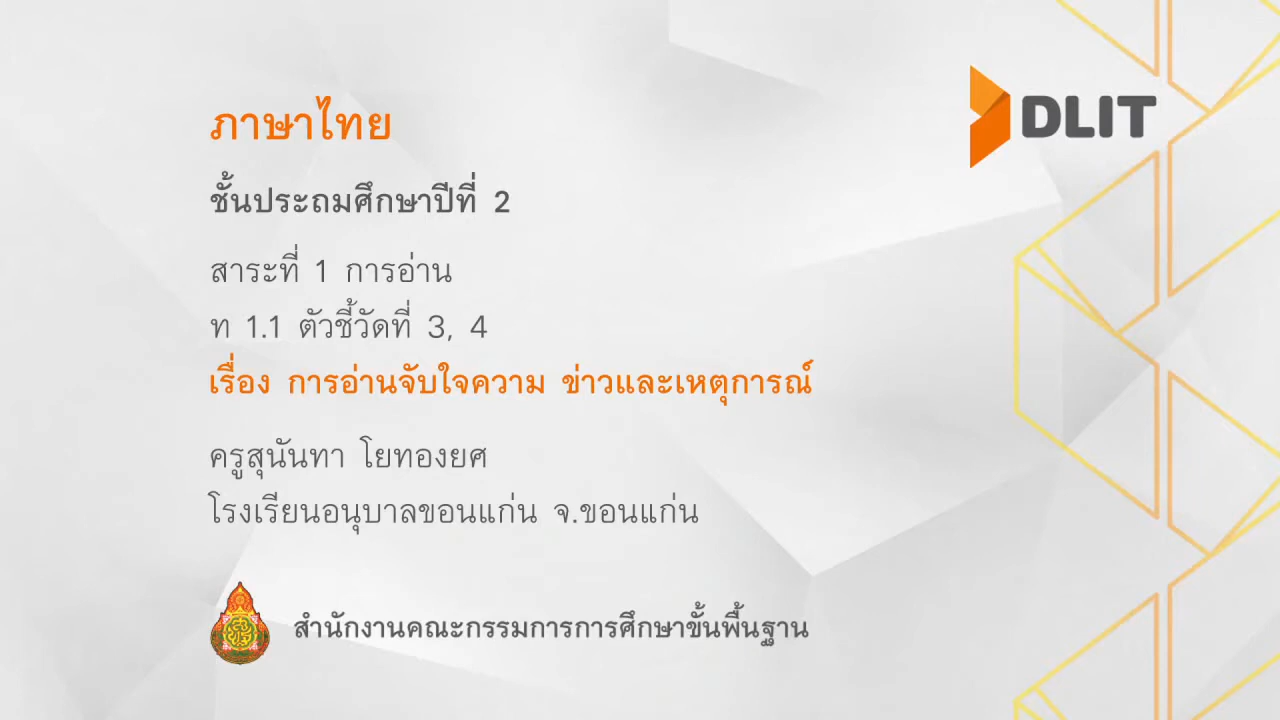 ภาษาไทย
DLIT
ชั้นประถมศึกษาปีที่ 2
สาระที่ 1 การอ่าน
ท 1.1 ตัวชี้วัดที่ 3, 4
เรื่อง การอ่านจับใจความ ข่าวและเหตุการณ์
ครูสุนันทา โยทองยศ
โรงเรียนอนุบาลขอนแก่น จ.ขอนแก่น
สำนักงานคณะกรรมการการศึกษาขั้นพื้นฐาน